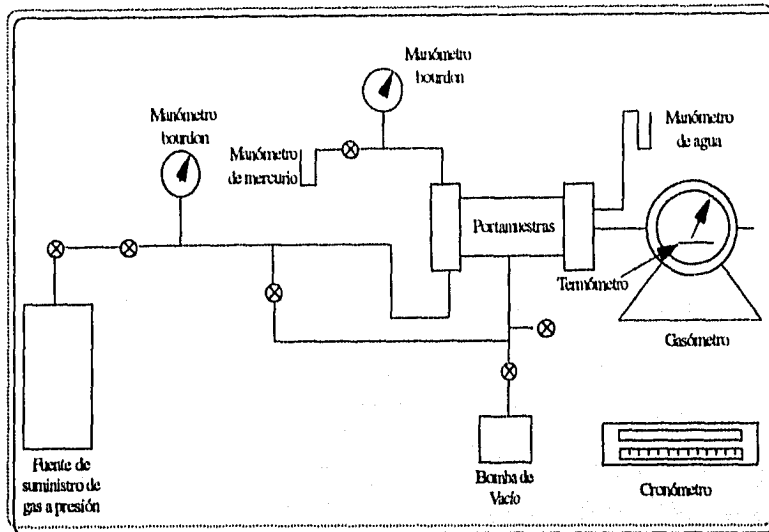 Manómetro
bourdon
Manómetro
bourdon
Manómetro
de mercurio
Manómetro
de agua
Portamuestras
Termómetro
Gasómetro
Fuente de
suministro de
gas a presión
Bomba de
Vacío
Cronómetro